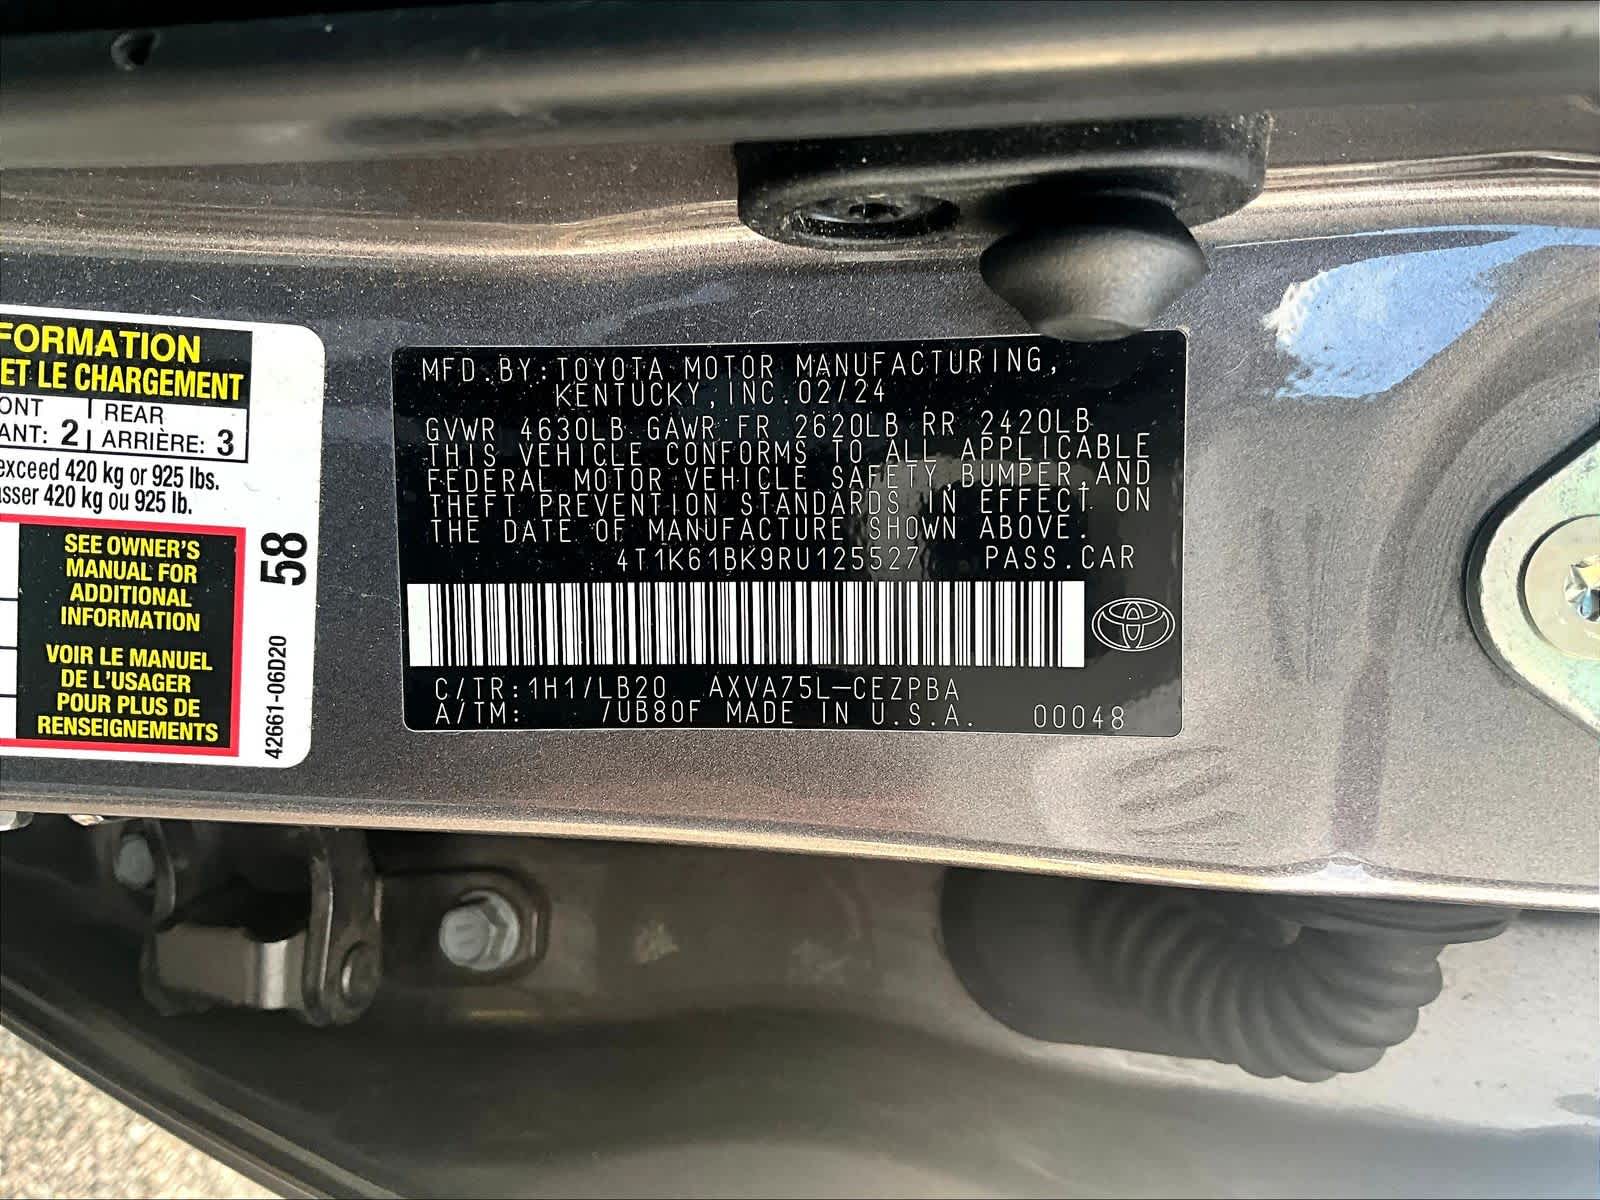 FORMATION
ET LE CHARGEMENT
ONT | REAR
ANT: 2 | ARRIÈRE: 3
exceed 420 kg or 925 lbs.
sser 420 kg ou 925 lb.
SEE OWNER'S
MANUAL FOR
ADDITIONAL
INFORMATION
VOIR LE MANUEL
DE L'USAGER
POUR PLUS DE
RENSEIGNEMENTS
58
42661-06D20
MFD.BY:TOYOTA MOTOR MANUFACTURING,
KENTUCKY,INC.02/24
GVWR 4630LB GAWR FR 2620LB RR 2420LB
THIS VEHICLE CONFORMS TO ALL APPLICABLE
FEDERAL MOTOR VEHICLE SAFETY,BUMPER,AND
THEFT PREVENTION STANDARDS IN EFFECT ON
THE DATE OF MANUFACTURE SHOWN ABOVE.
4T1K61BK9RU125527 PASS.CAR
C/TR:1H1/LB20 AXVA75L-CEZPBA
A/TM: /UB80F MADE IN U.S.A. 00048